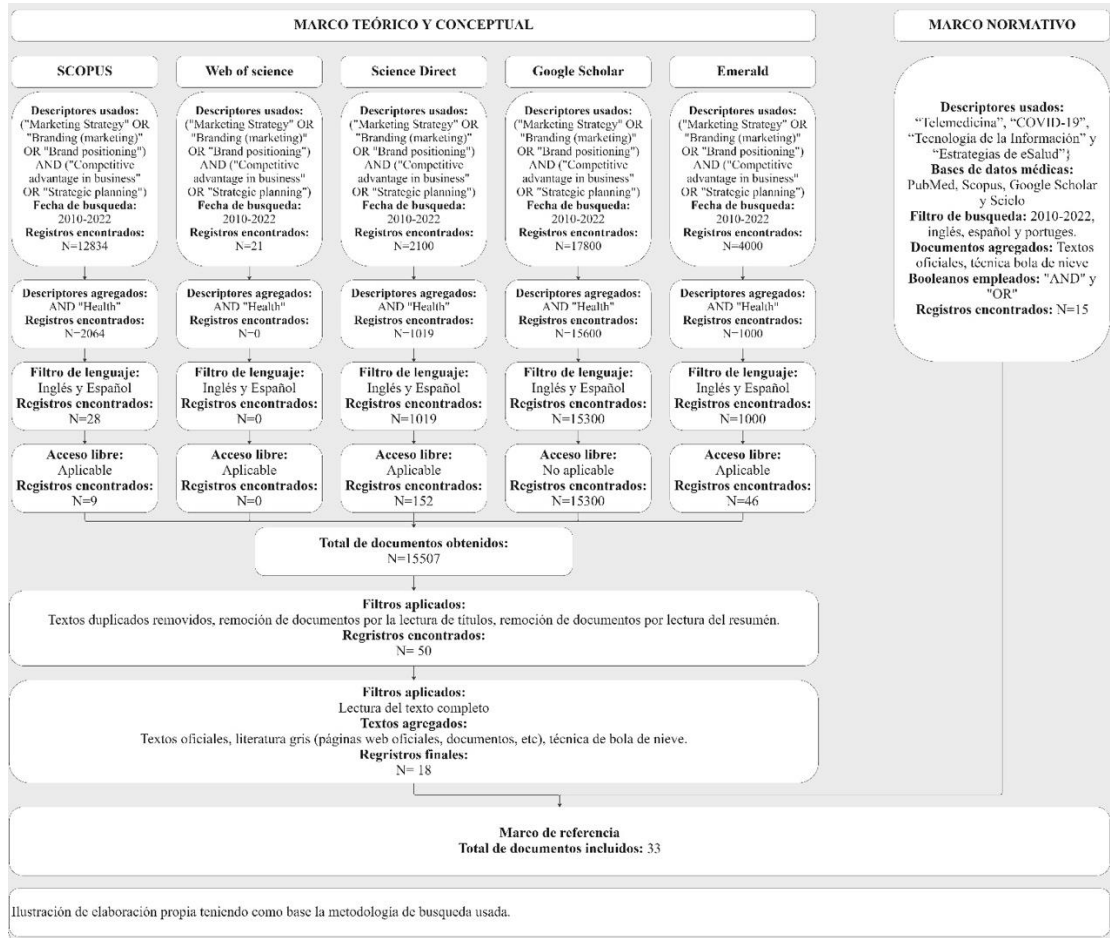 MARCO TEÓRICO Y CONCEPTUAL
SCOPUS
Descriptores usados:
("Marketing Strategy" OR
"Branding (marketing)"
OR "Brand positioning")
AND ("Competitive
advantage in business"
OR "Strategic planning")
Fecha de busqueda
2010-2022
Registros encontrados:
N=12834
Descriptores agregados:
AND "Health"
Registros encontrados:
N=2064
Filtro de lenguaje:
Inglés y Español
Registros encontrados:
N=28
Acceso libre:
Aplicable
Registros encontrados:
N=9
Web of science
Descriptores usados:
("Marketing Strategy" OR
"Branding (marketing)"
OR "Brand positioning")
AND ("Competitive
advantage in business"
OR "Strategic planning")
Fecha de busqueda
2010-2022
Registros encontrados:
N=21
Descriptores agregados:
AND "Health"
Registros encontrados:
N=0
Filtro de lenguaje:
Inglés y Español
Registros encontrados:
N=0
Acceso libre:
Aplicable
Registros encontrados:
N=0
Science Direct
Descriptores usados:
("Marketing Strategy" OR
"Branding (marketing)"
OR "Brand positioning")
AND ("Competitive
advantage in business"
OR "Strategic planning")
Fecha de busqueda
2010-2022
Registros encontrados:
N=2100
Descriptores agregados:
AND "Health"
Registros encontrados:
N=1019
Filtro de lenguaje:
Inglés y Español
Registros encontrados:
N=1019
Acceso libre:
Aplicable
Registros encontrados:
N=152
Google Scholar
Descriptores usados:
("Marketing Strategy" OR
"Branding (marketing)"
OR "Brand positioning")
AND ("Competitive
advantage in business"
OR "Strategic planning")
Fecha de busqueda
2010-2022
Registros encontrados:
N=17800
Descriptores agregados:
AND "Health"
Registros encontrados:
N=15600
Filtro de lenguaje:
Inglés y Español
Registros encontrados:
N=15300
Acceso libre:
No aplicable
Registros encontrados:
N=15300
Emerald
Descriptores usados:
("Marketing Strategy" OR
"Branding (marketing)"
OR "Brand positioning")
AND ("Competitive
advantage in business"
OR "Strategic planning")
Fecha de busqueda
2010-2022
Registros encontrados:
N=4000
Descriptores agregados:
AND "Health"
Registros encontrados:
N=1000
Filtro de lenguaje:
Inglés y Español
Registros encontrados:
N=1000
Acceso libre:
Aplicable
Registros encontrados:
N=46
Total de documentos obtenidos:
N=15507
Filtros aplicados:
Textos duplicados removidos, remoción de documentos por la lectura de títulos, remoción de documentos por lectura del resumén.
Regristros encontrados:
N= 50
Filtros aplicados:
Lectura del texto completo
Textos agregados:
Textos oficiales, literatura gris (páginas web oficiales, documentos, etc), técnica de bola de nieve.
Regristros finales:
N= 18
MARCO NORMATIVO
Descriptores usados:
“Telemedicina”, “COVID-19”,
“Tecnología de la Información” y
“Estrategias de eSalud”}
Bases de datos médicas:
PubMed, Scopus, Google Scholar
y Scielo
Filtro de busqueda: 2010-2022,
inglés, español y portuges.
Documentos agregados: Textos
oficiales, técnica bola de nieve
Booleanos empleados: "AND" y
"OR"
Registros encontrados: N=15
Marco de referencia
Total de documentos incluidos: 33
Ilustración de elaboración propia teniendo como base la metodología de busqueda usada.